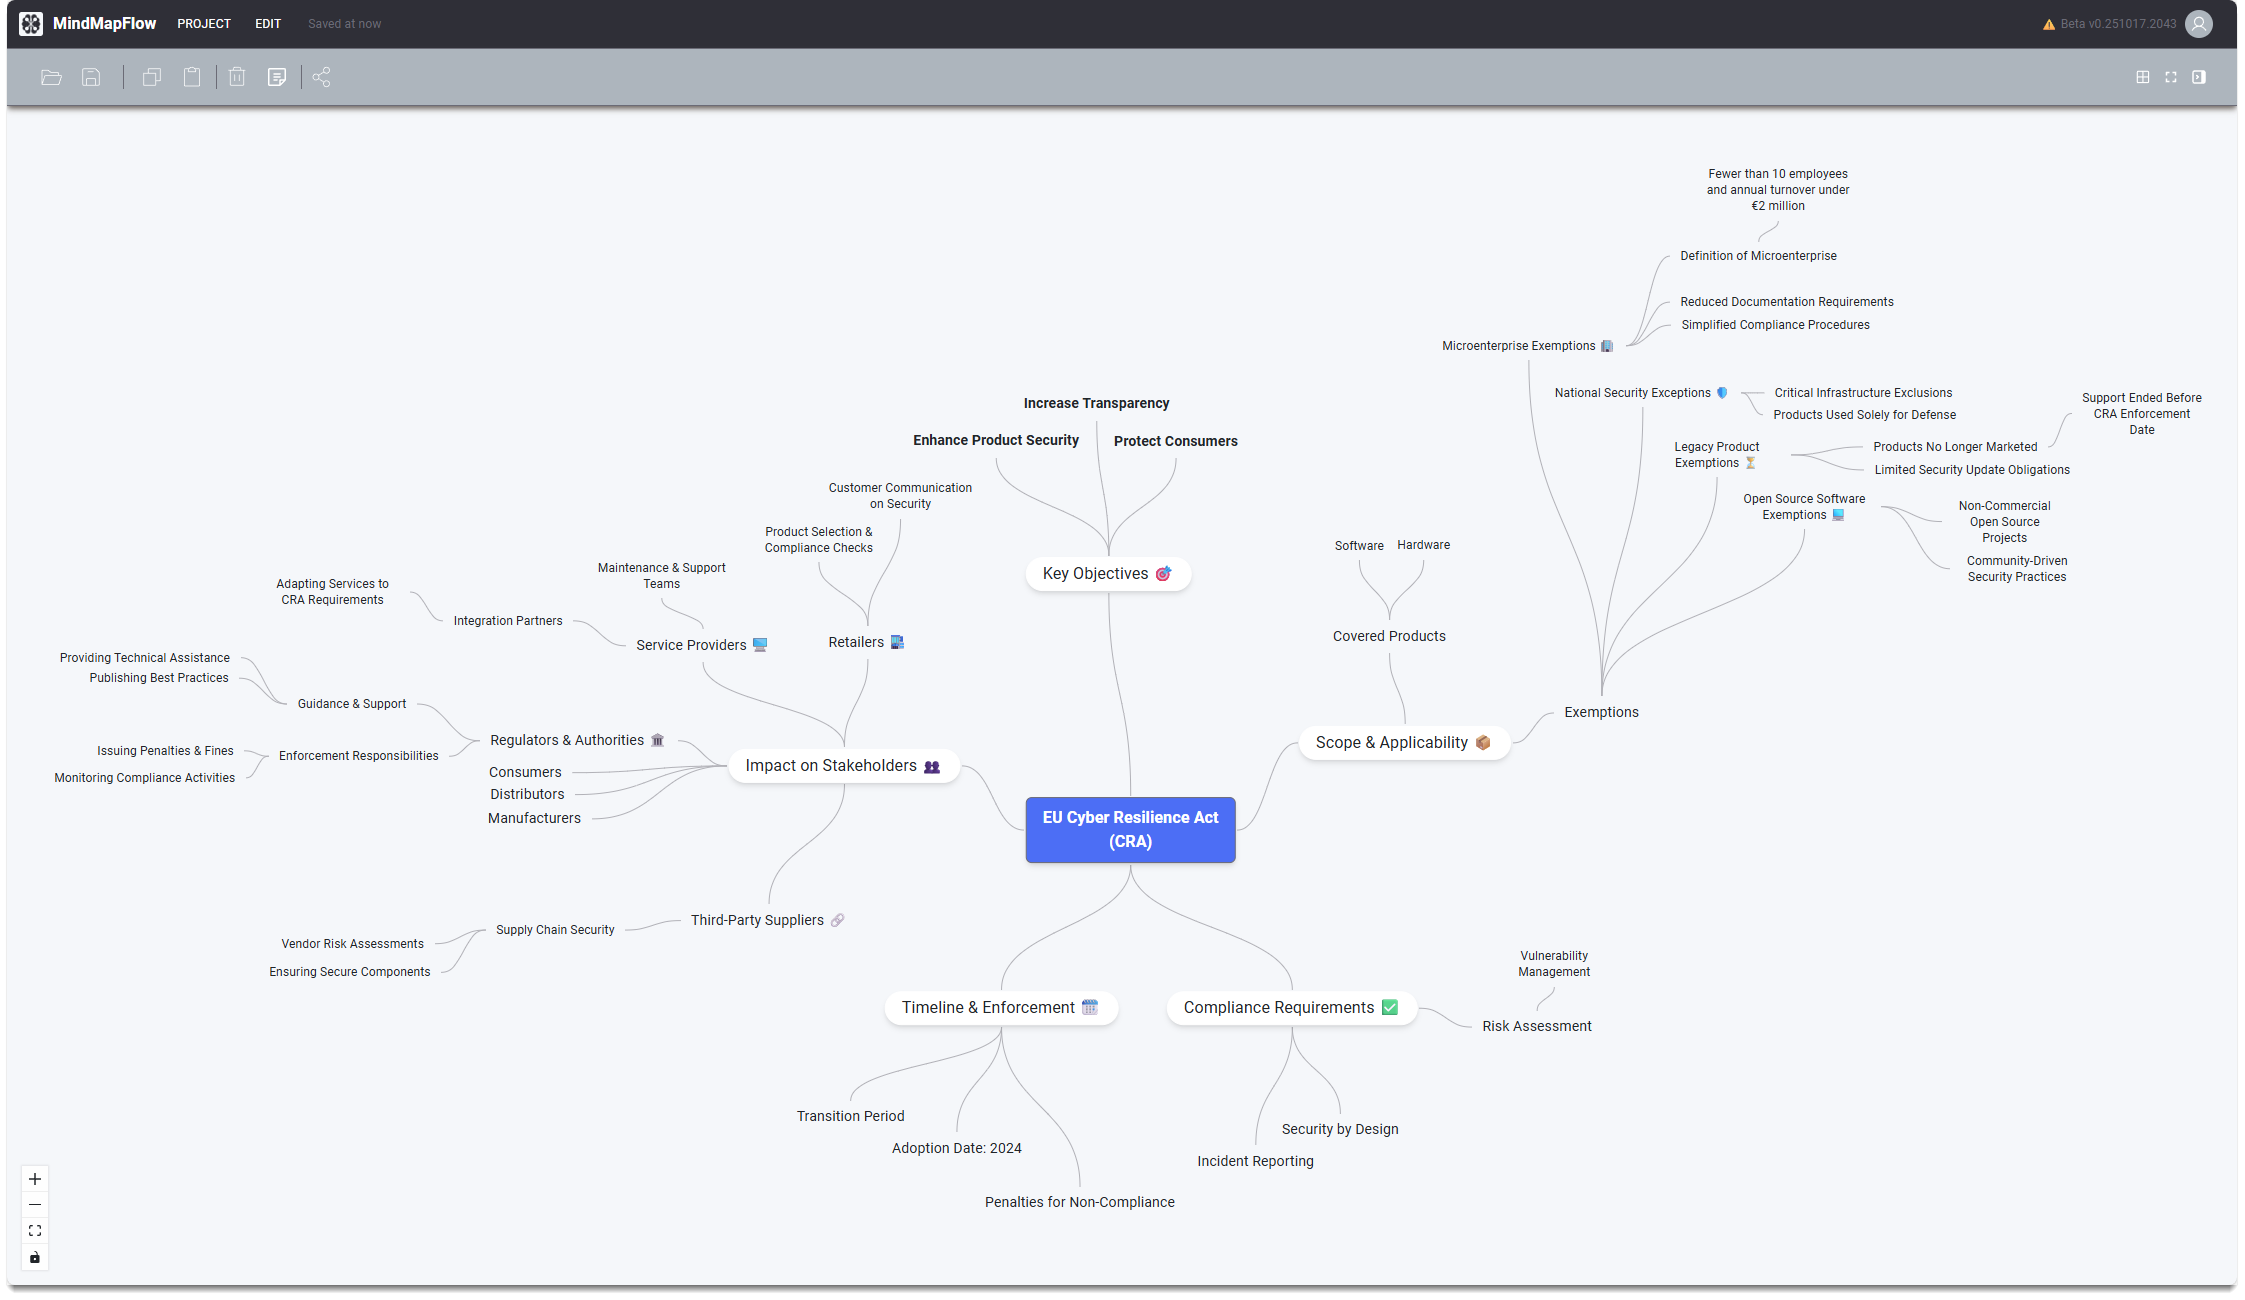 MindMapFlow PROJECT EDIT Saved at now
Beta v0.251017.2043
Fewer than 10 employees
and annual turnover under
€2 million
Definition of Microenterprise
Reduced Documentation Requirements
Simplified Compliance Procedures
Microenterprise Exemptions
National Security Exceptions
Critical Infrastructure Exclusions
Products Used Solely for Defense
Support Ended Before
CRA Enforcement
Date
Legacy Product
Exemptions
Products No Longer Marketed
Limited Security Update Obligations
Open Source Software
Exemptions
Non-Commercial
Open Source
Projects
Community-Driven
Security Practices
Increase Transparency
Enhance Product Security
Protect Consumers
Key Objectives
Software
Hardware
Covered Products
Exemptions
Scope & Applicability
Customer Communication
on Security
Product Selection &
Compliance Checks
Retailers
Maintenance & Support
Teams
Adapting Services to
CRA Requirements
Integration Partners
Service Providers
Providing Technical Assistance
Publishing Best Practices
Guidance & Support
Regulators & Authorities
Issuing Penalties & Fines
Enforcement Responsibilities
Monitoring Compliance Activities
Consumers
Distributors
Manufacturers
Impact on Stakeholders
EU Cyber Resilience Act
(CRA)
Third-Party Suppliers
Supply Chain Security
Vendor Risk Assessments
Ensuring Secure Components
Timeline & Enforcement
Transition Period
Adoption Date: 2024
Penalties for Non-Compliance
Compliance Requirements
Vulnerability
Management
Risk Assessment
Security by Design
Incident Reporting